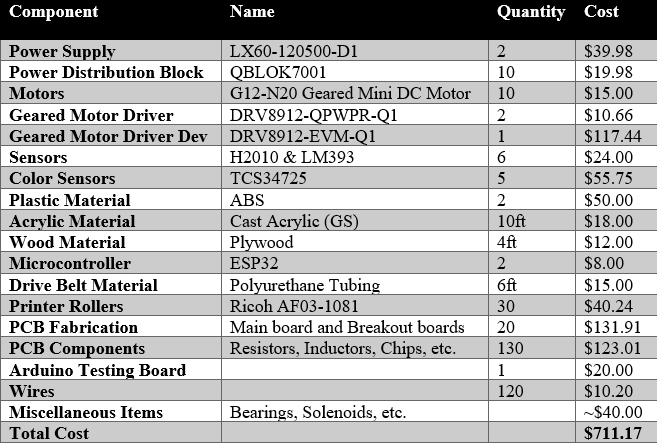 Component Name Quantity Cost
Power Supply LX60-120500-D1 2 $39.98
Power Distribution Block QBLOK7001 10 $19.98
Motors G12-N20 Geared Mini DC Motor 10 $15.00
Geared Motor Driver DRV8912-QPWPR-Q1 2 $10.66
Geared Motor Driver Dev DRV8912-EVM-Q1 1 $117.44
Sensors H2010 & LM393 6 $24.00
Color Sensors TCS34725 5 $55.75
Plastic Material ABS 2 $50.00
Acrylic Material Cast Acrylic (GS) 10ft $18.00
Wood Material Plywood 4ft $12.00
Microcontroller ESP32 2 $8.00
Drive Belt Material Polyurethane Tubing 6ft $15.00
Printer Rollers Ricoh AF03-1081 30 $40.24
PCB Fabrication Main board and Breakout boards 20 $131.91
PCB Components Resistors, Inductors, Chips, etc. 130 $123.01
Arduino Testing Board 1 $20.00
Wires 120 $10.20
Miscellaneous Items Bearings, Solenoids, etc. ~$40.00
Total Cost $711.17